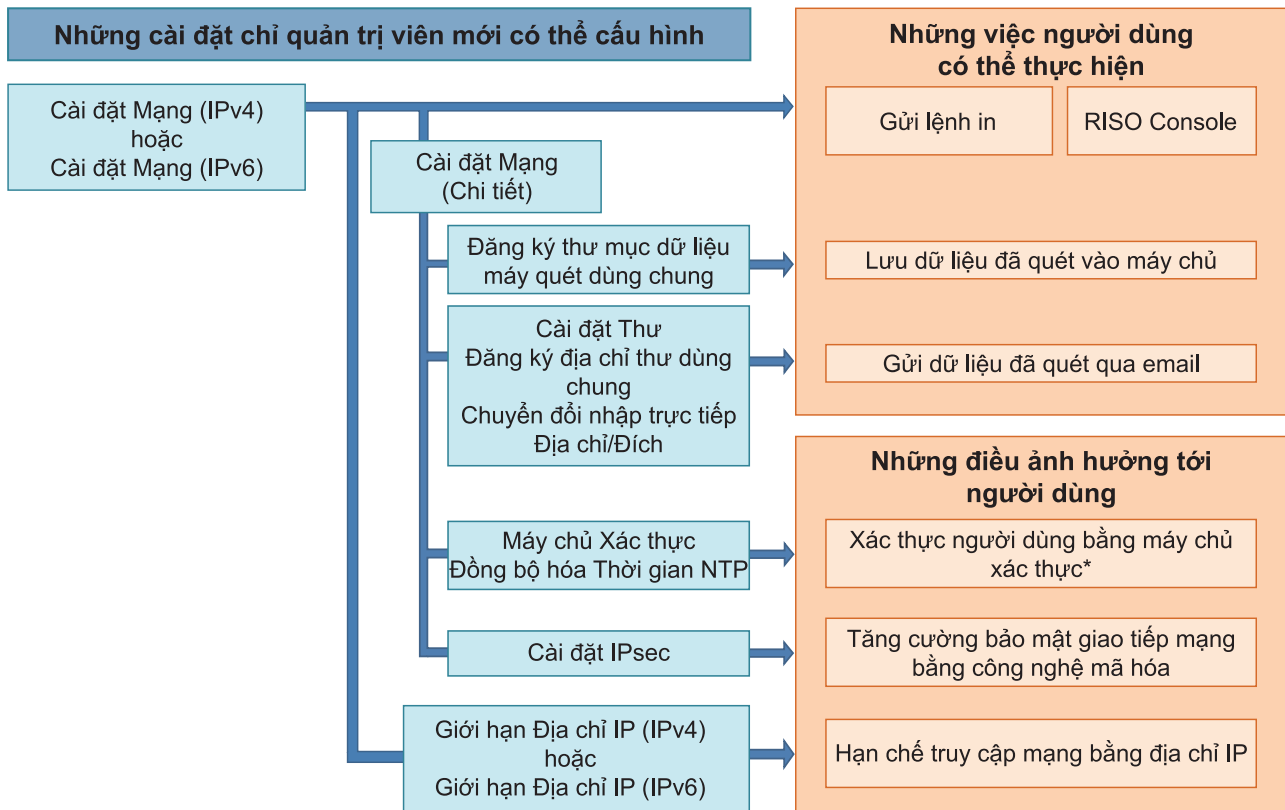 Những cài đặt chỉ quản trị viên mới có thể cấu hình
Cài đặt Mạng (IPv4)
hoặc
Cài đặt Mạng (IPv6)
Cài đặt Mạng
(Chi tiết)
Đăng ký thư mục dữ liệu
máy quét dùng chung
Cài đặt Thư
Đăng ký địa chỉ thư dùng
chung
Chuyển đổi nhập trực tiếp
Địa chỉ/Đích
Máy chủ Xác thực
Đồng bộ hóa Thời gian NTP
Cài đặt IPsec
Giới hạn Địa chỉ IP (IPv4)
hoặc
Giới hạn Địa chỉ IP (IPv6)
Những việc người dùng
có thể thực hiện
Gửi lệnh in
RISO Console
Lưu dữ liệu đã quét vào máy chủ
Gửi dữ liệu đã quét qua email
Những điều ảnh hưởng tới
người dùng
Xác thực người dùng bằng máy chủ
xác thực*
Tăng cường bảo mật giao tiếp mạng
bằng công nghệ mã hóa
Hạn chế truy cập mạng bằng địa chỉ IP